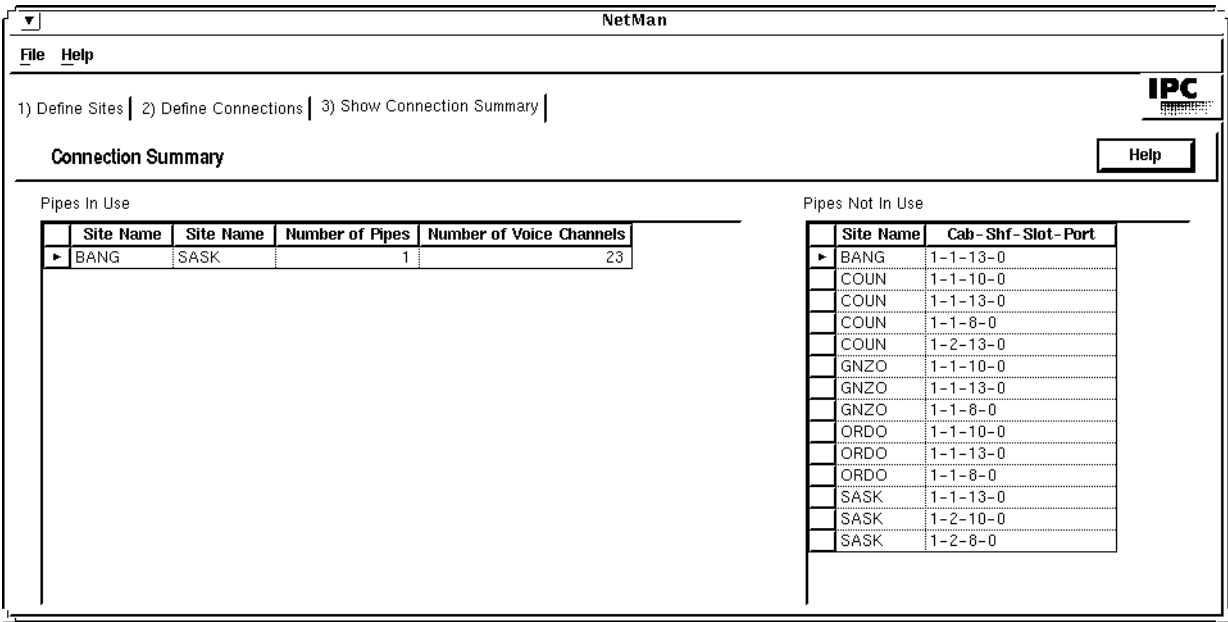 NetMan
File Help
1) Define Sites 2) Define Connections 3) Show Connection Summary
IPC
Connection Summary
Help
Pipes In Use
Site Name Site Name Number of Pipes Number of Voice Channels
BANG SASK 1 23
Pipes Not In Use
Site Name Cab-Shf-Slot-Port
BANG 1-1-13-0
COUN 1-1-10-0
COUN 1-1-13-0
COUN 1-1-8-0
COUN 1-2-13-0
GNZO 1-1-10-0
GNZO 1-1-13-0
GNZO 1-1-8-0
ORDO 1-1-10-0
ORDO 1-1-13-0
ORDO 1-1-8-0
SASK 1-1-13-0
SASK 1-2-10-0
SASK 1-2-8-0